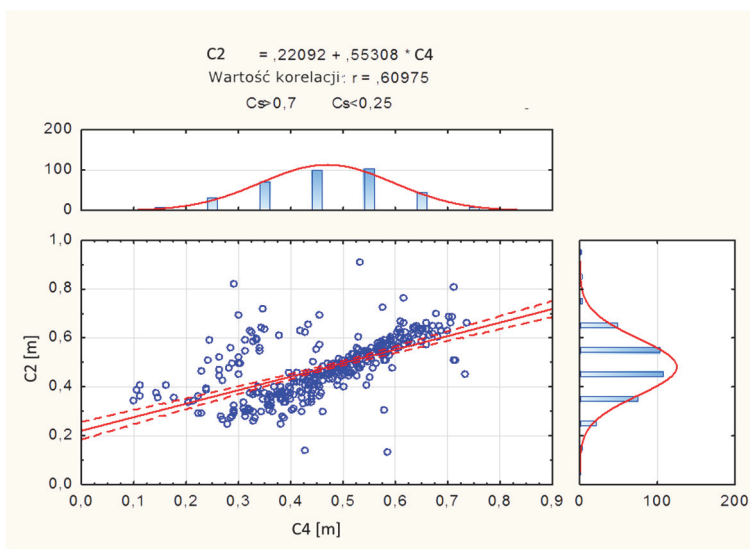 C2 = ,22092 + ,55308 * C4
Wartość korelacji: r = ,60975
Cs>0,7 Cs<0,25
200
100
0
1,0
0,8
0,6
0,4
0,2
0,0
C2 [m]
0,0 0,1 0,2 0,3 0,4 0,5 0,6 0,7 0,8 0,9
C4 [m]
0 100 200